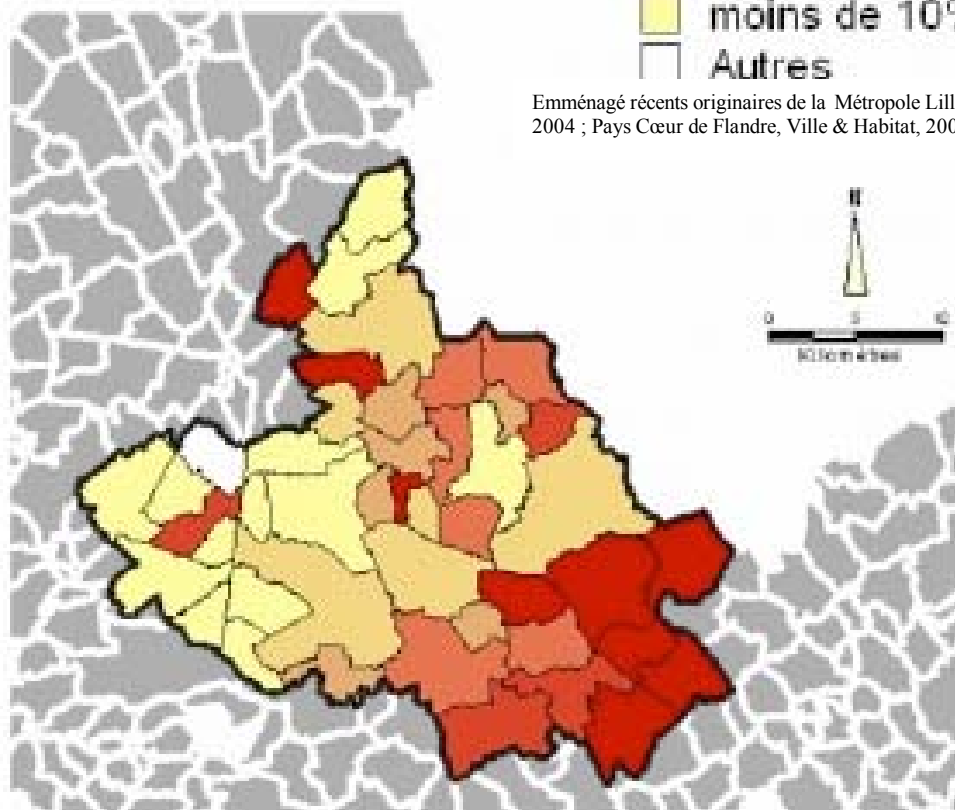 moins de 10%
Autres
Emménagé récents originaires de la Métropole Lill
2004 ; Pays Cœur de Flandre, Ville & Habitat, 200
N
0 5 10
Kilomètres